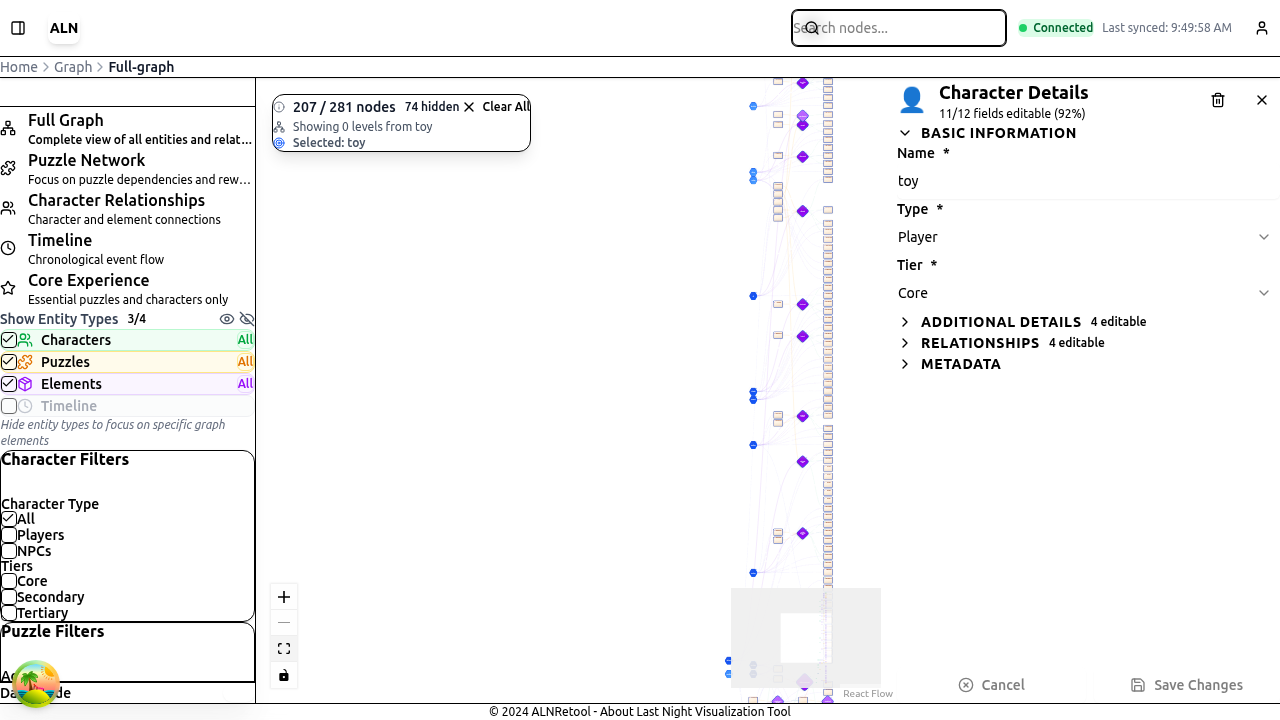 ALN
Search nodes...
Connected
Last synced: 9:49:58 AM
Home
Graph
Full-graph
Full Graph
Complete view of all entities and relat...
Puzzle Network
Focus on puzzle dependencies and rew...
Character Relationships
Character and element connections
Timeline
Chronological event flow
Core Experience
Essential puzzles and characters only
Show Entity Types 3/4
Characters All
Puzzles All
Elements All
Timeline
Hide entity types to focus on specific graph
elements
Character Filters
Character Type
All
Players
NPCs
Tiers
Core
Secondary
Tertiary
Puzzle Filters
207 / 281 nodes 74 hidden Clear All
Showing 0 levels from toy
Selected: toy
React Flow
Character Details
11/12 fields editable (92%)
BASIC INFORMATION
Name *
toy
Type *
Player
Tier *
Core
ADDITIONAL DETAILS 4 editable
RELATIONSHIPS 4 editable
METADATA
Cancel
Save Changes
© 2024 ALNRetool - About Last Night Visualization Tool